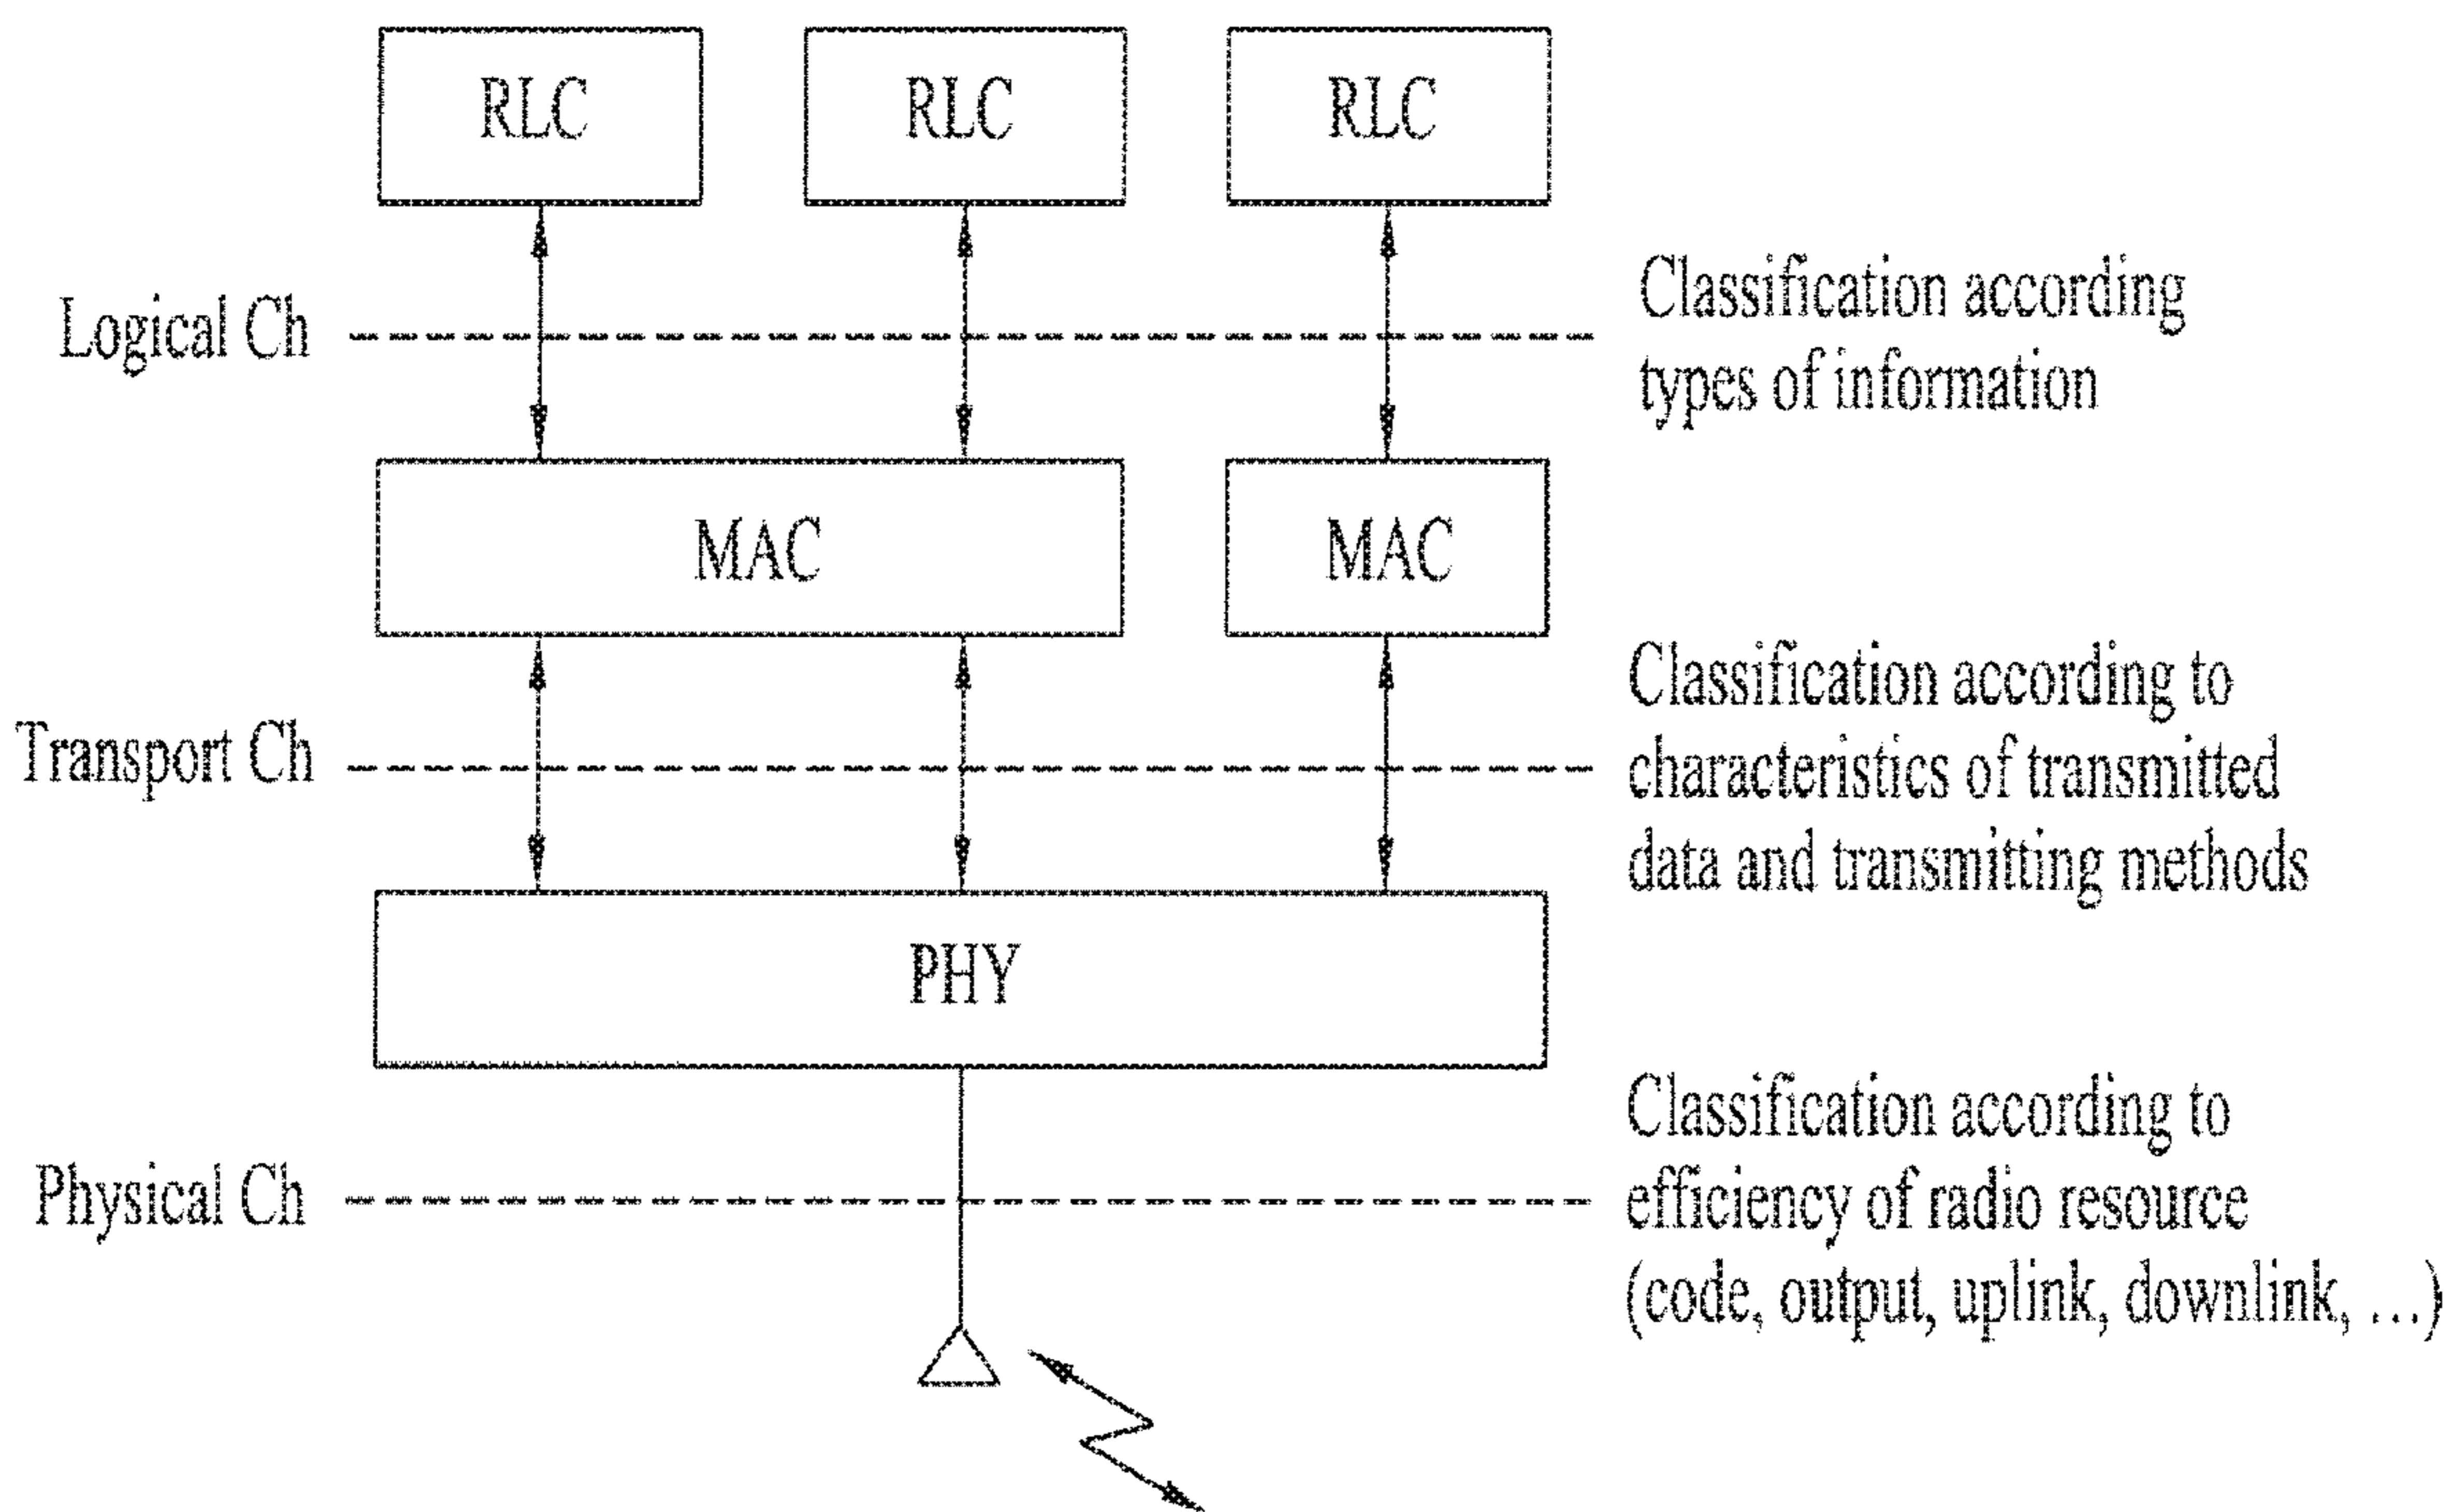 RLC
RLC
RLC
Logical Ch
Classification according
types of information
MAC
MAC
Transport Ch
Classification according to
characteristics of transmitted
data and transmitting methods
PHY
Physical Ch
Classification according to
efficiency of radio resource
(code, output, uplink, downlink, ...)